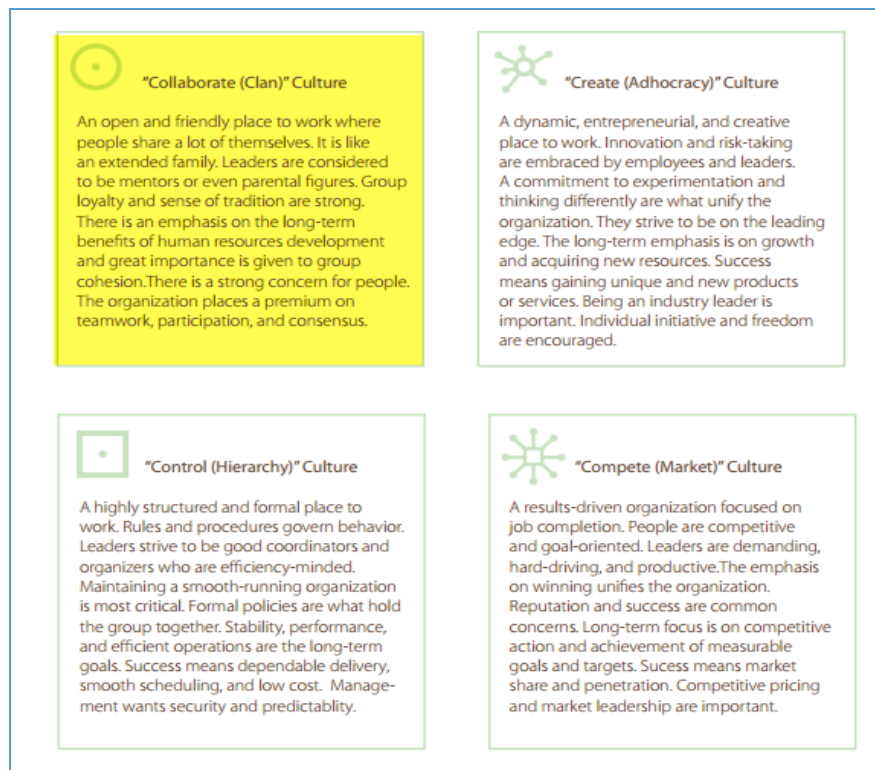 "Collaborate (Clan)" Culture
An open and friendly place to work where
people share a lot of themselves. It is like
an extended family. Leaders are considered
to be mentors or even parental figures. Group
loyalty and sense of tradition are strong.
There is an emphasis on the long-term
benefits of human resources development
and great importance is given to group
cohesion.There is a strong concern for people.
The organization places a premium on
teamwork, participation, and consensus.
"Create (Adhocracy)" Culture
A dynamic, entrepreneurial, and creative
place to work. Innovation and risk-taking
are embraced by employees and leaders.
A commitment to experimentation and
thinking differently are what unify the
organization. They strive to be on the leading
edge. The long-term emphasis is on growth
and acquiring new resources. Success
means gaining unique and new products
or services. Being an industry leader is
important. Individual initiative and freedom
are encouraged.
"Control (Hierarchy)" Culture
A highly structured and formal place to
work. Rules and procedures govern behavior.
Leaders strive to be good coordinators and
organizers who are efficiency-minded.
Maintaining a smooth-running organization
is most critical. Formal policies are what hold
the group together. Stability, performance,
and efficient operations are the long-term
goals. Success means dependable delivery,
smooth scheduling, and low cost.  Manage-
ment wants security and predictablity.
"Compete (Market)" Culture
A results-driven organization focused on
job completion. People are competitive
and goal-oriented. Leaders are demanding,
hard-driving, and productive.The emphasis
on winning unifies the organization.
Reputation and success are common
concerns. Long-term focus is on competitive
action and achievement of measurable
goals and targets. Sucess means market
share and penetration. Competitive pricing
and market leadership are important.